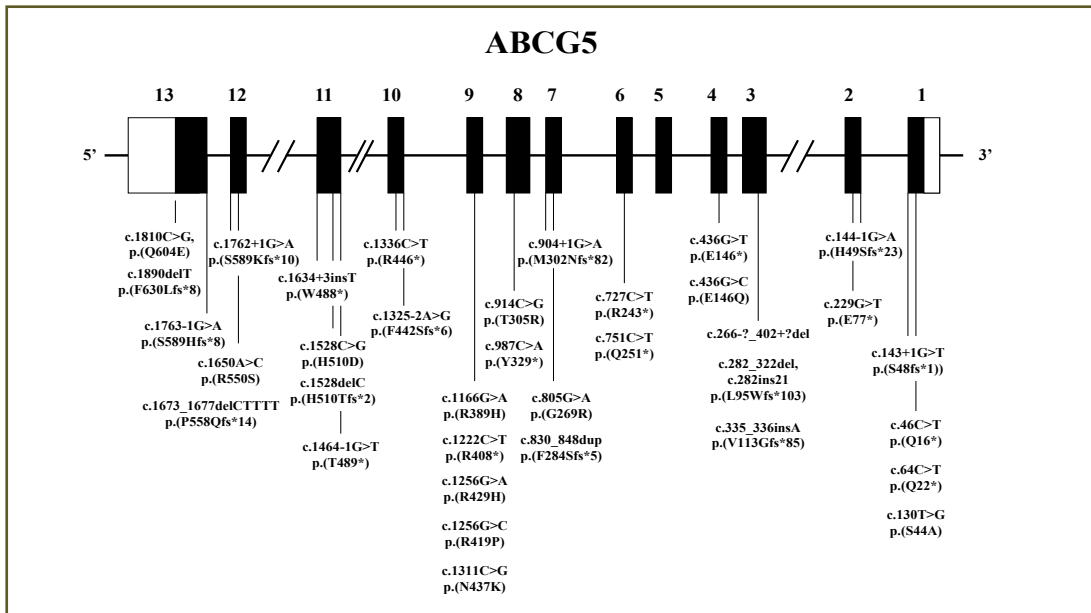 ABCG5
13 12 11 10 9 8 7 6 5 4 3 2 1
5’ 3’
c.1810C>G,
p.(Q604E)
c.1890delT
p.(F630Lfs*8)
c.1763-1G>A
p.(S589Hfs*8)
c.1762+1G>A
p.(S589Kfs*10)
c.1650A>C
p.(R550S)
c.1673_1677delCTTTT
p.(P558Qfs*14)
c.1634+3insT
p.(W488*)
c.1528C>G
p.(H510D)
c.1528delC
p.(H510Tfs*2)
c.1464-1G>T
p.(T489*)
c.1336C>T
p.(R446*)
c.1325-2A>G
p.(F442Sfs*6)
c.1166G>A
p.(R389H)
c.1222C>T
p.(R408*)
c.1256G>A
p.(R429H)
c.1256G>C
p.(R419P)
c.1311C>G
p.(N437K)
c.914C>G
p.(T305R)
c.987C>A
p.(Y329*)
c.904+1G>A
p.(M302Nfs*82)
c.805G>A
p.(G269R)
c.830_848dup
p.(F284Sfs*5)
c.727C>T
p.(R243*)
c.751C>T
p.(Q251*)
c.436G>T
p.(E146*)
c.436G>C
p.(E146Q)
c.266-?_402+?del
c.282_322del,
c.282ins21
p.(L95Wfs*103)
c.335_336insA
p.(V113Gfs*85)
c.144-1G>A
p.(H49Sfs*23)
c.229G>T
p.(E77*)
c.143+1G>T
p.(S48fs*1))
c.46C>T
p.(Q16*)
c.64C>T
p.(Q22*)
c.130T>G
p.(S44A)